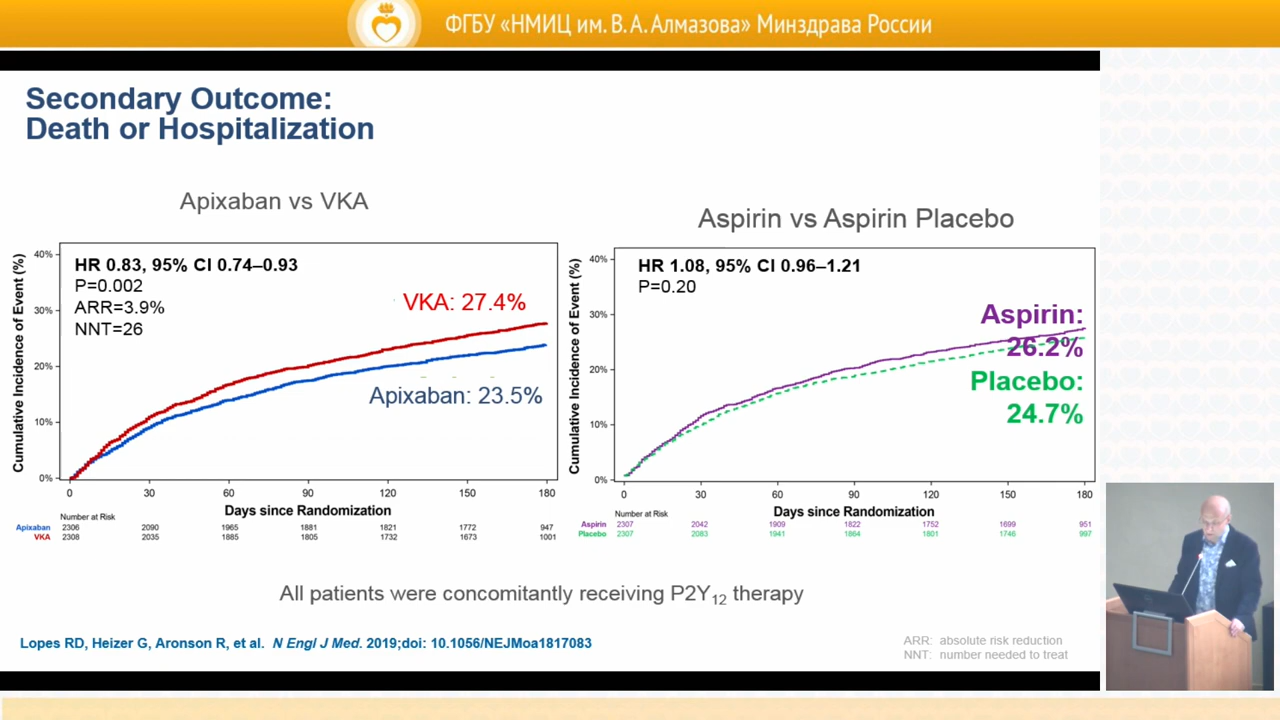 ФГБУ «НМИЦ им. В. А. Алмазова» Минздрава России
Secondary Outcome:
Death or Hospitalization
Apixaban vs VKA
Cumulative Incidence of Event (%)
40%
30%
20%
10%
0%
HR 0.83, 95% CI 0.74–0.93
P=0.002
ARR=3.9%
NNT=26
VKA: 27.4%
Apixaban: 23.5%
0 30 60 90 120 150 180
Days since Randomization
Number at Risk
Apixaban 2306 2090 1965 1881 1821 1772 947
VKA 2308 2035 1885 1805 1732 1673 1001
Aspirin vs Aspirin Placebo
Cumulative Incidence of Event (%)
40%
30%
20%
10%
0%
HR 1.08, 95% CI 0.96–1.21
P=0.20
Aspirin:
26.2%
Placebo:
24.7%
0 30 60 90 120 150 180
Days since Randomization
Number at Risk
Aspirin 2307 2042 1909 1822 1752 1699 951
Placebo 2307 2083 1941 1864 1801 1746 997
All patients were concomitantly receiving P2Y12 therapy
Lopes RD, Heizer G, Aronson R, et al. N Engl J Med. 2019;doi: 10.1056/NEJMoa1817083
ARR: absolute risk reduction
NNT: number needed to treat